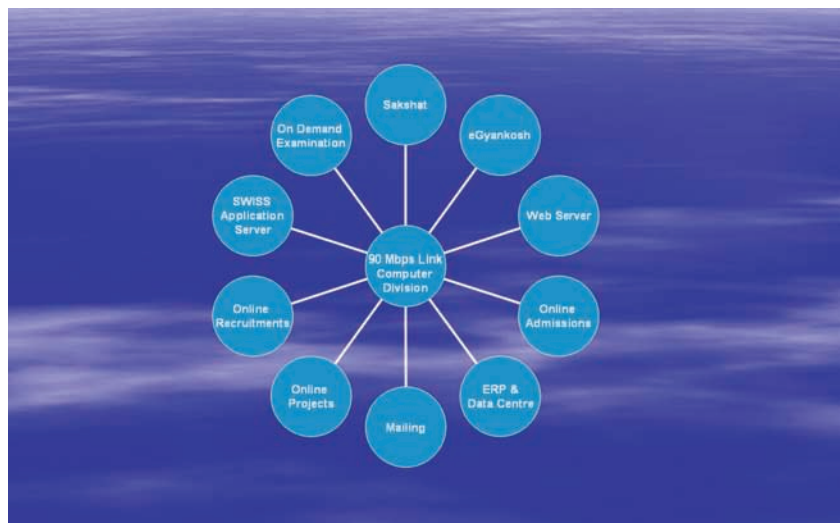 Sakshat
eGyankosh
Web Server
Online
Admissions
ERP &
Data Centre
Mailing
Online
Projects
Online
Recruitments
SWISS
Application
Server
On Demand
Examination
90 Mbps Link
Computer
Division